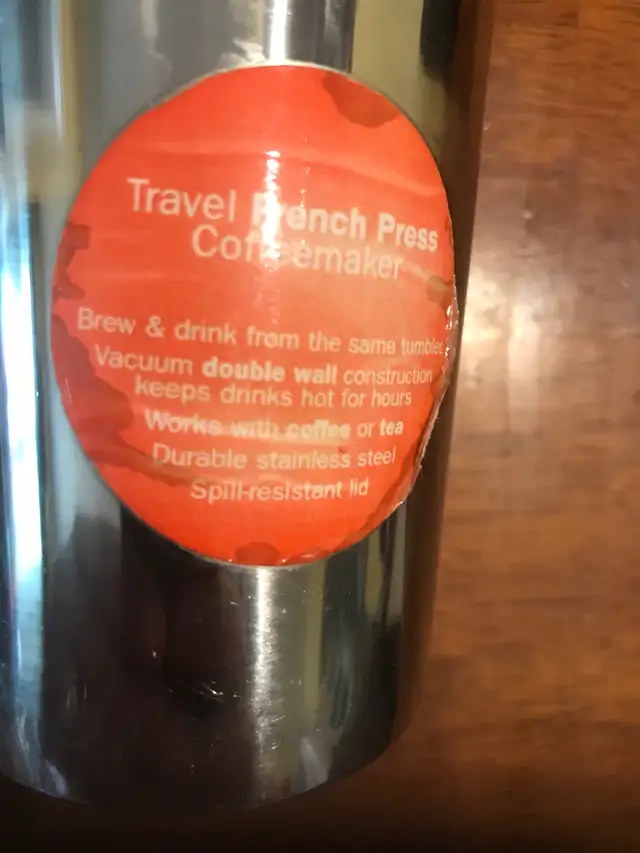 Travel French Press
Coffeemaker
Brew & drink from the same tumbler
Vacuum double wall construction
keeps drinks hot for hours
Works with coffee or tea
Durable stainless steel
Spill-resistant lid